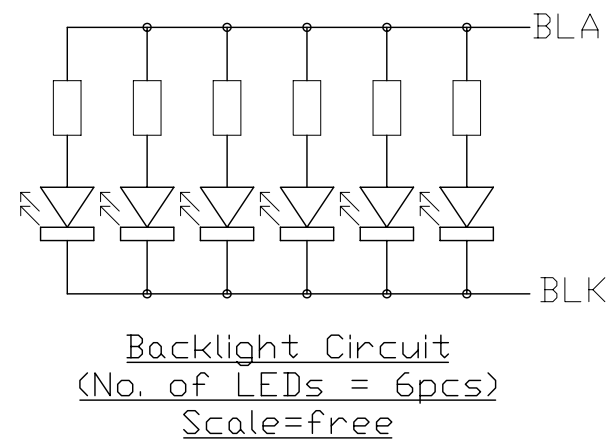 BLA
BLK
Backlight Circuit
(No. of LEDs = 6pcs)
Scale=free